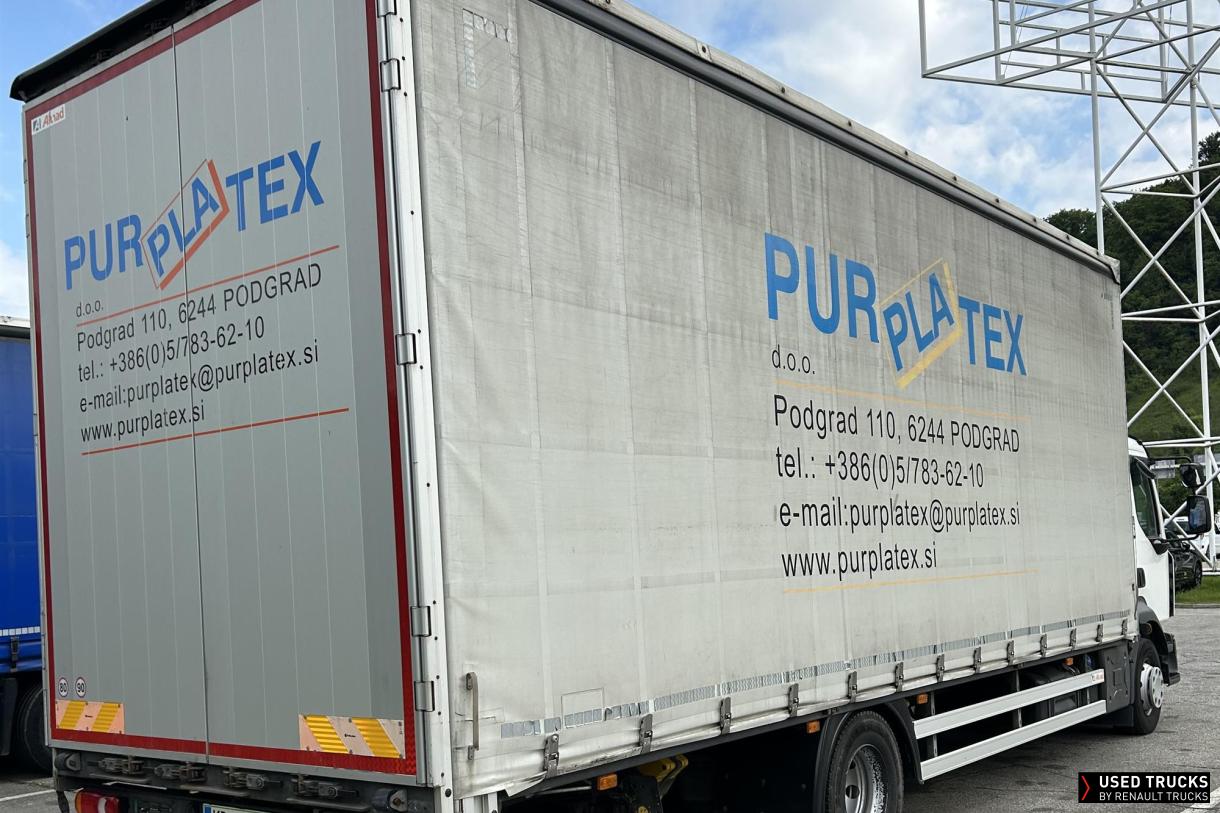 Alnad
PURPLATEX
d.o.o.
Podgrad 110, 6244 PODGRAD
tel.: +386(0)5/783-62-10
e-mail:purplatex@purplatex.si
www.purplatex.si
80 90
PURPLATEX
d.o.o.
Podgrad 110, 6244 PODGRAD
tel.: +386(0)5/783-62-10
e-mail:purplatex@purplatex.si
www.purplatex.si
USED TRUCKS
BY RENAULT TRUCKS